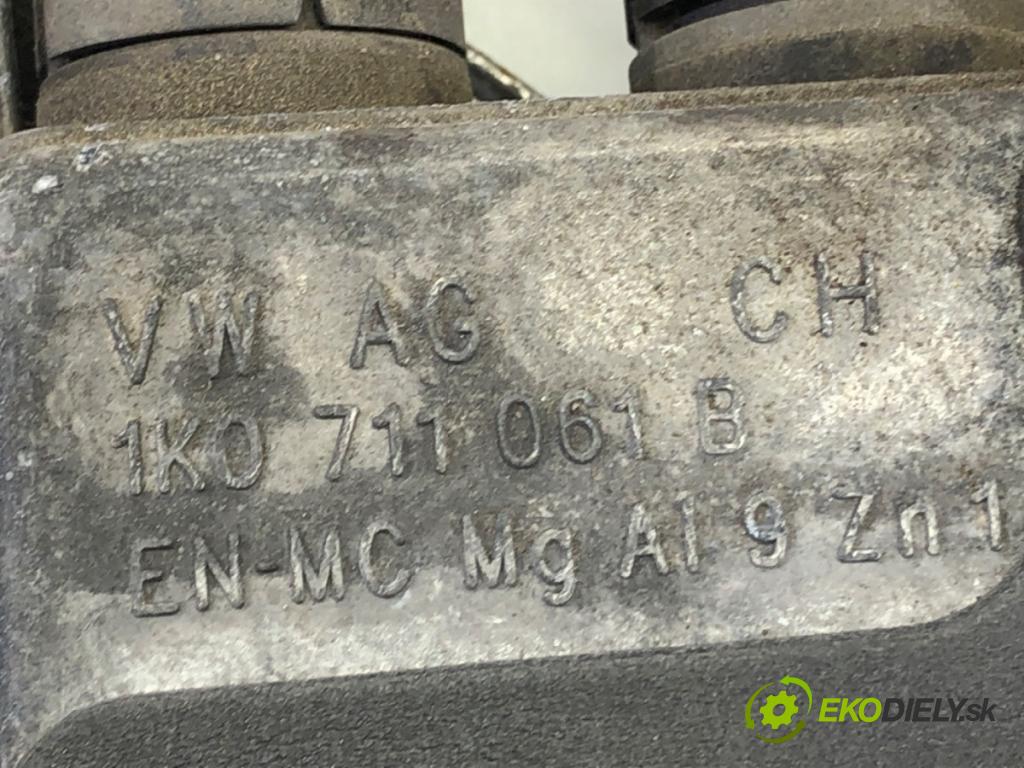 VW AG CH
1K0 711 061 B
EN-MC Mg Al 9 Zn 1
EKODIELY.sk